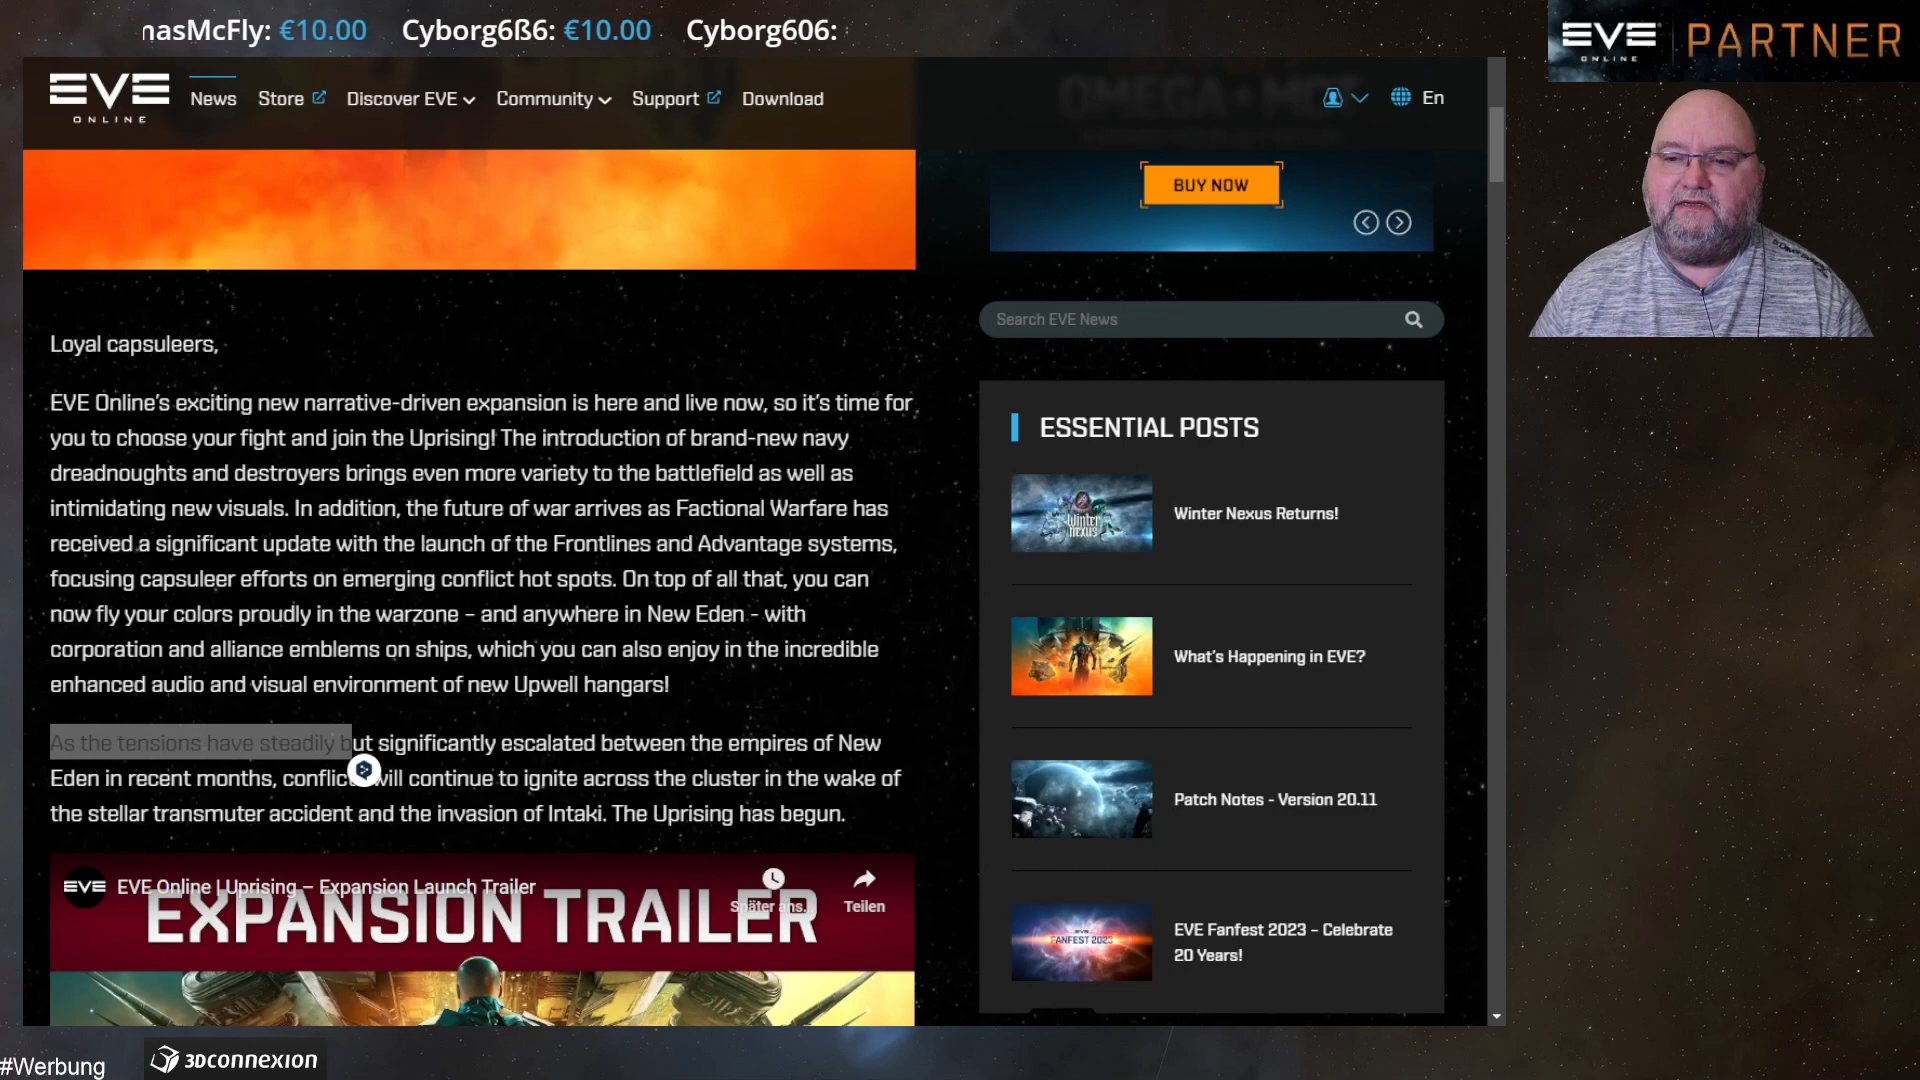 nasMcFly: €10.00 Cyborg6ß6: €10.00 Cyborg606:
EVE ONLINE PARTNER
EVE ONLINE
News Store Discover EVE Community Support Download
En
OMEGA + MCT
BUY NOW
Search EVE News
Loyal capsuleers,
EVE Online's exciting new narrative-driven expansion is here and live now, so it's time for
you to choose your fight and join the Uprising! The introduction of brand-new navy
dreadnoughts and destroyers brings even more variety to the battlefield as well as
intimidating new visuals. In addition, the future of war arrives as Factional Warfare has
received a significant update with the launch of the Frontlines and Advantage systems,
focusing capsuleer efforts on emerging conflict hot spots. On top of all that, you can
now fly your colors proudly in the warzone – and anywhere in New Eden - with
corporation and alliance emblems on ships, which you can also enjoy in the incredible
enhanced audio and visual environment of new Upwell hangars!
As the tensions have steadily but significantly escalated between the empires of New
Eden in recent months, conflict will continue to ignite across the cluster in the wake of
the stellar transmuter accident and the invasion of Intaki. The Uprising has begun.
EVE EVE Online | Uprising – Expansion Launch Trailer
EXPANSION TRAILER
Später ans... Teilen
ESSENTIAL POSTS
Winter Nexus
Winter Nexus Returns!
What's Happening in EVE?
Patch Notes - Version 20.11
EVE
FANFEST 2023
EVE Fanfest 2023 – Celebrate
20 Years!
#Werbung 3Dconnexion